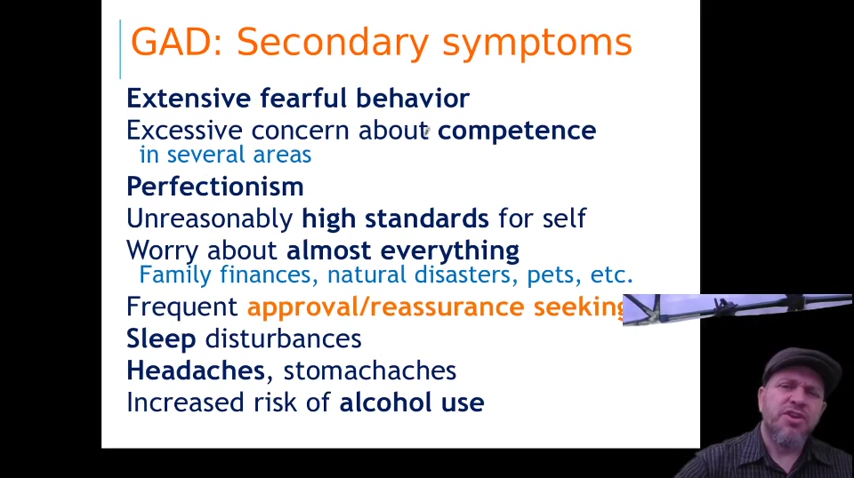 GAD: Secondary symptoms
Extensive fearful behavior
Excessive concern about competence
in several areas
Perfectionism
Unreasonably high standards for self
Worry about almost everything
Family finances, natural disasters, pets, etc.
Frequent approval/reassurance seeking
Sleep disturbances
Headaches, stomachaches
Increased risk of alcohol use